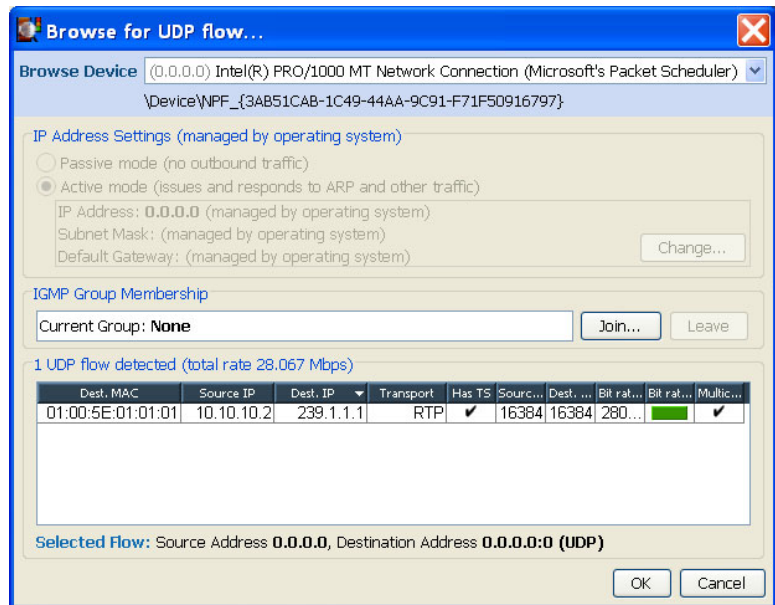 Browse for UDP flow...
Browse Device (0.0.0.0) Intel(R) PRO/1000 MT Network Connection (Microsoft's Packet Scheduler)
\Device\NPF_{3AB51CAB-1C49-44AA-9C91-F71F50916797}
IP Address Settings (managed by operating system)
Passive mode (no outbound traffic)
Active mode (issues and responds to ARP and other traffic)
IP Address: 0.0.0.0 (managed by operating system)
Subnet Mask: (managed by operating system)
Default Gateway: (managed by operating system)
Change...
IGMP Group Membership
Current Group: None
Join... Leave
1 UDP flow detected (total rate 28.067 Mbps)
Dest. MAC Source IP Dest. IP Transport Has TS Sourc... Dest. ... Bit rat... Bit rat... Multic...
01:00:5E:01:01:01 10.10.10.2 239.1.1.1 RTP ✔ 16384 16384 280... ✔
Selected Flow: Source Address 0.0.0.0, Destination Address 0.0.0.0:0 (UDP)
OK Cancel